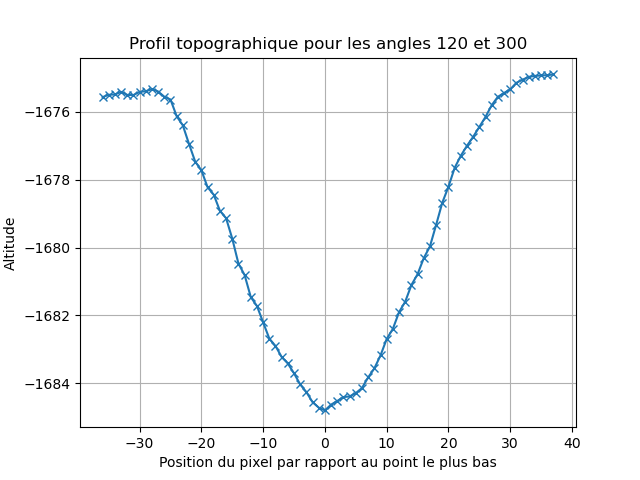 Profil topographique pour les angles 120 et 300
Altitude
−1676
−1678
−1680
−1682
−1684
−30 −20 −10 0 10 20 30 40
Position du pixel par rapport au point le plus bas